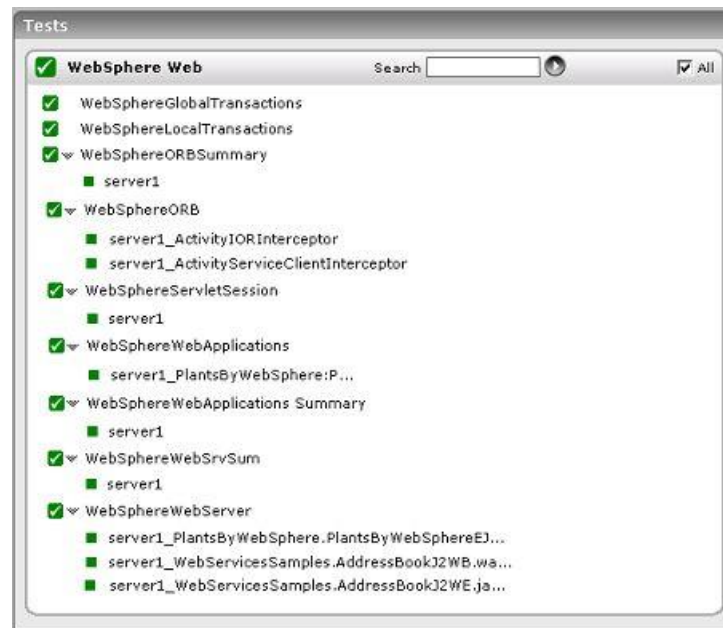 Tests
WebSphere Web Search All
WebSphereGlobalTransactions
WebSphereLocalTransactions
WebSphereORBSummary
server1
WebSphereORB
server1_ActivityIORInterceptor
server1_ActivityServiceClientInterceptor
WebSphereServletSession
server1
WebSphereWebApplications
server1_PlantsByWebSphere:P...
WebSphereWebApplications Summary
server1
WebSphereWebSrvSum
server1
WebSphereWebServer
server1_PlantsByWebSphere.PlantsByWebSphereEJ...
server1_WebServicesSamples.AddressBookJ2WB.wa...
server1_WebServicesSamples.AddressBookJ2WE.ja...